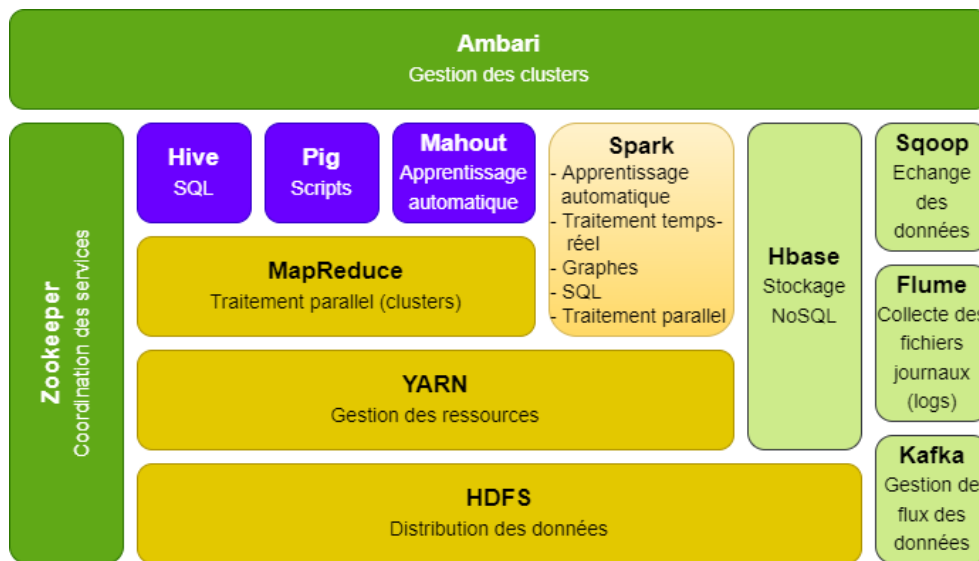 Ambari
Gestion des clusters
Zookeeper
Coordination des services
Hive
SQL
Pig
Scripts
Mahout
Apprentissage
automatique
Spark
- Apprentissage
automatique
- Traitement temps-
réel
- Graphes
- SQL
- Traitement parallel
MapReduce
Traitement parallel (clusters)
YARN
Gestion des ressources
HDFS
Distribution des données
Hbase
Stockage
NoSQL
Sqoop
Echange
des
données
Flume
Collecte des
fichiers
journaux
(logs)
Kafka
Gestion de
flux des
données